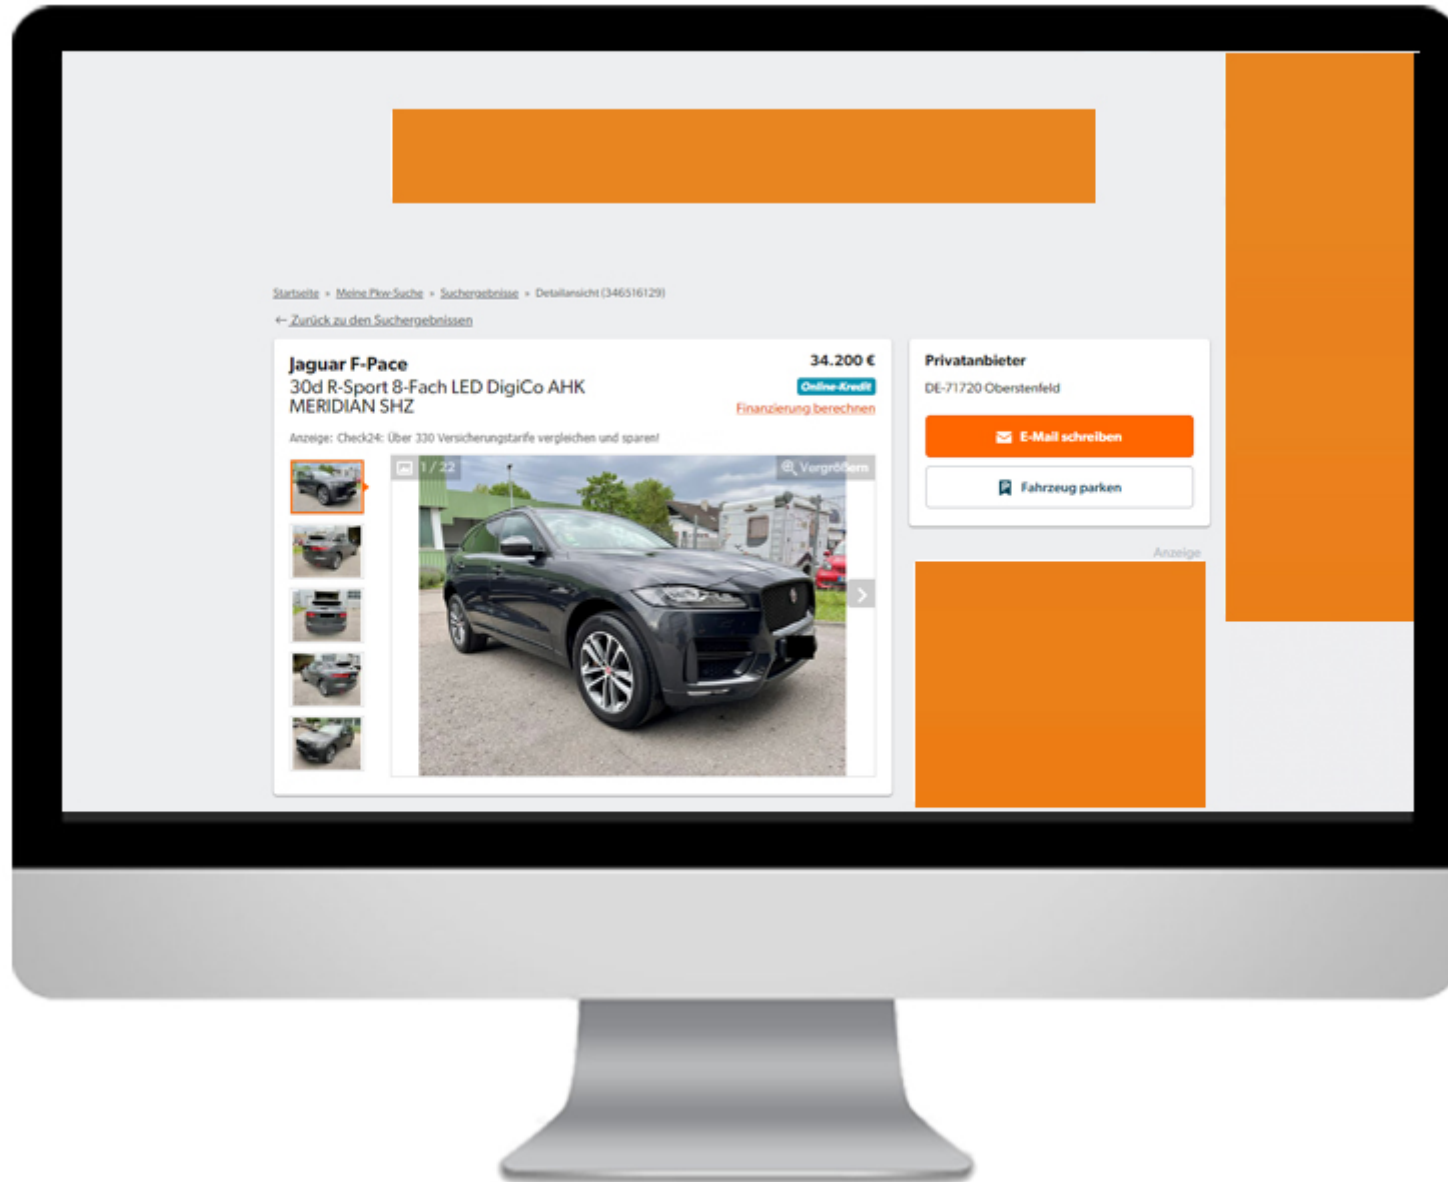 Startseite » Meine Pkw-Suche » Suchergebnisse » Detailansicht (346516129)
← Zurück zu den Suchergebnissen
Jaguar F-Pace
34.200 €
30d R-Sport 8-Fach LED DigiCo AHK
MERIDIAN SHZ
Online-Kredit
Finanzierung berechnen
Anzeige: Check24: Über 330 Versicherungstarife vergleichen und sparen!
1 / 22
Vergrößern
Privatanbieter
DE-71720 Oberstenfeld
E-Mail schreiben
Fahrzeug parken
Anzeige